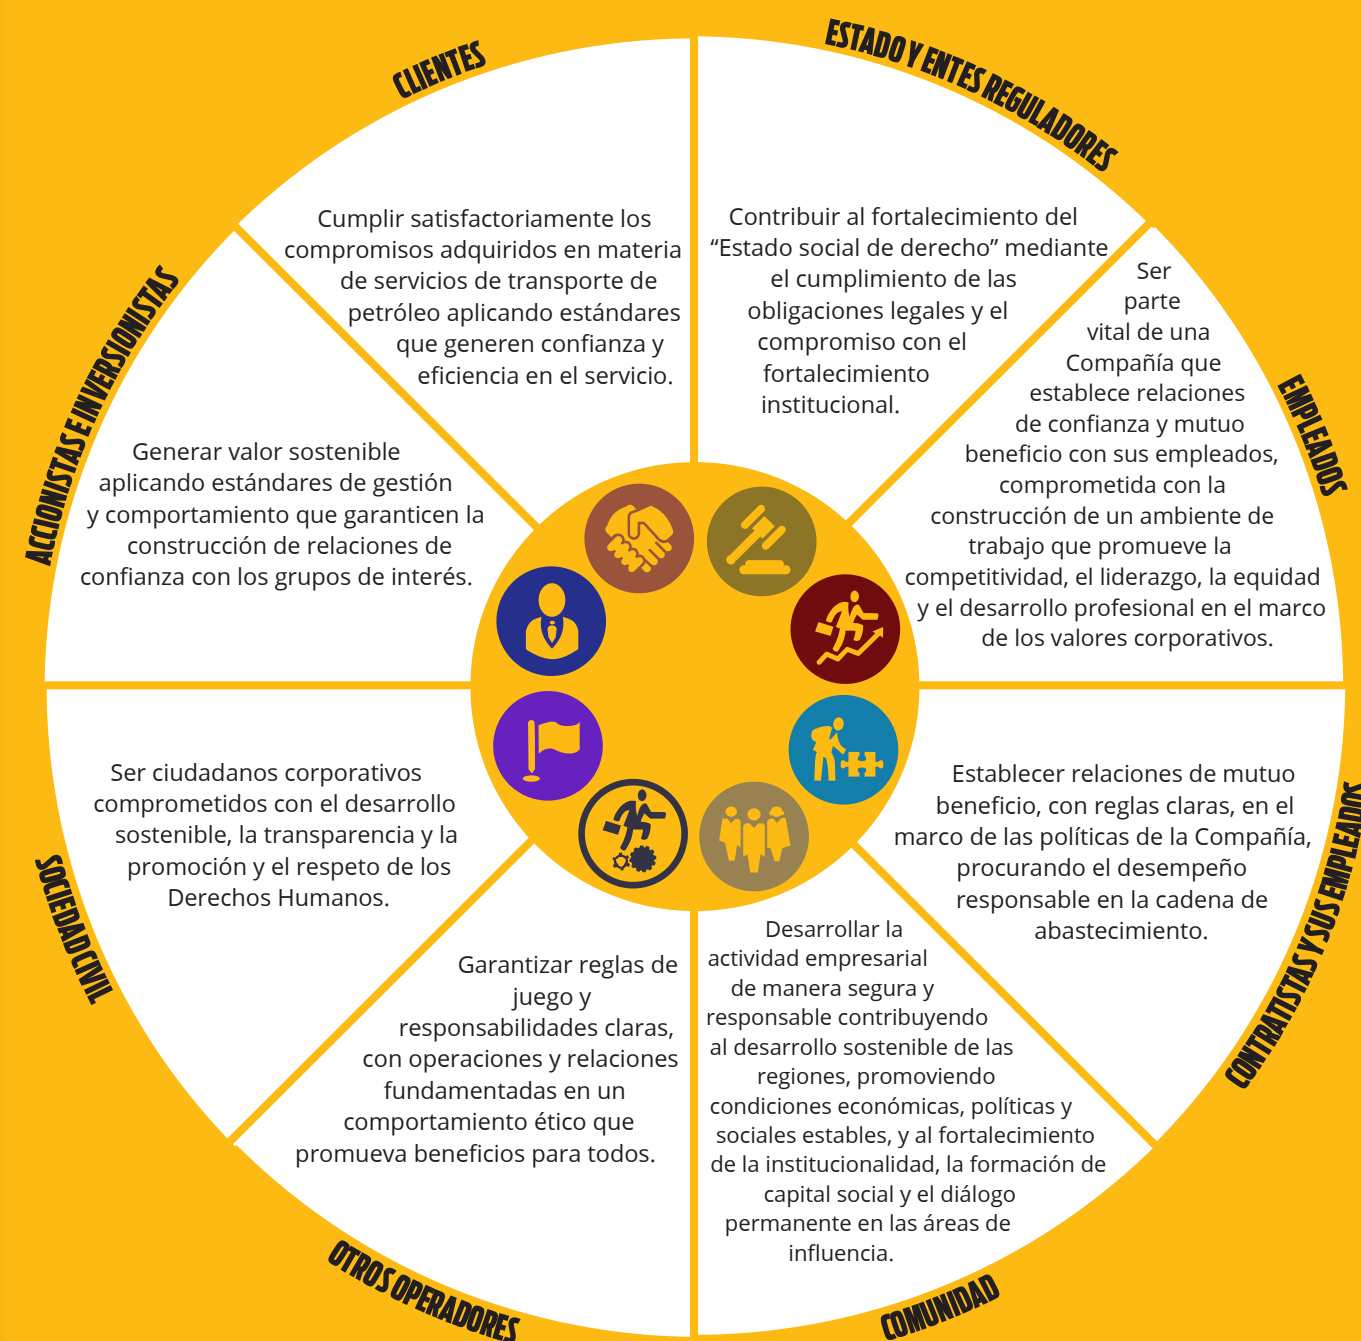 CLIENTES
Cumplir satisfactoriamente los
compromisos adquiridos en materia
de servicios de transporte de
petróleo aplicando estándares
que generen confianza y
eficiencia en el servicio.
ESTADO Y ENTES REGULADORES
Contribuir al fortalecimiento del
“Estado social de derecho” mediante
el cumplimiento de las
obligaciones legales y el
compromiso con el
fortalecimiento
institucional.
EMPLEADOS
Ser
parte
vital de una
Compañía que
establece relaciones
de confianza y mutuo
beneficio con sus empleados,
comprometida con la
construcción de un ambiente de
trabajo que promueve la
competitividad, el liderazgo, la equidad
y el desarrollo profesional en el marco
de los valores corporativos.
CONTRATISTAS Y SUS EMPLEADOS
Establecer relaciones de mutuo
beneficio, con reglas claras, en el
marco de las políticas de la Compañía,
procurando el desempeño
responsable en la cadena de
abastecimiento.
COMUNIDAD
Desarrollar la
actividad empresarial
de manera segura y
responsable contribuyendo
al desarrollo sostenible de las
regiones, promoviendo
condiciones económicas, políticas y
sociales estables, y al fortalecimiento
de la institucionalidad, la formación de
capital social y el diálogo
permanente en las áreas de
influencia.
OTROS OPERADORES
Garantizar reglas de
juego y
responsabilidades claras,
con operaciones y relaciones
fundamentadas en un
comportamiento ético que
promueva beneficios para todos.
SOCIEDAD CIVIL
Ser ciudadanos corporativos
comprometidos con el desarrollo
sostenible, la transparencia y la
promoción y el respeto de los
Derechos Humanos.
ACCIONISTAS E INVERSIONISTAS
Generar valor sostenible
aplicando estándares de gestión
y comportamiento que garanticen la
construcción de relaciones de
confianza con los grupos de interés.